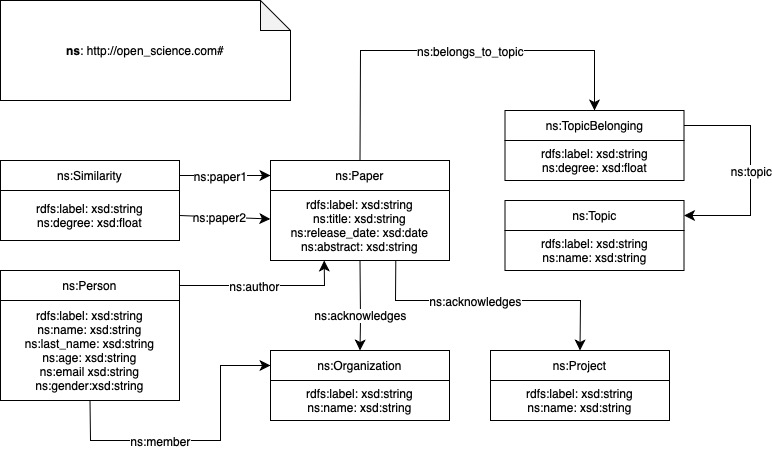 ns: http://open_science.com#
ns:belongs_to_topic
ns:TopicBelonging
rdfs:label: xsd:string
ns:degree: xsd:float
ns:topic
ns:Similarity
rdfs:label: xsd:string
ns:degree: xsd:float
ns:paper1
ns:paper2
ns:Paper
rdfs:label: xsd:string
ns:title: xsd:string
ns:release_date: xsd:date
ns:abstract: xsd:string
ns:Topic
rdfs:label: xsd:string
ns:name: xsd:string
ns:Person
rdfs:label: xsd:string
ns:name: xsd:string
ns:last_name: xsd:string
ns:age: xsd:string
ns:email xsd:string
ns:gender:xsd:string
ns:author
ns:acknowledges
ns:acknowledges
ns:Organization
rdfs:label: xsd:string
ns:name: xsd:string
ns:Project
rdfs:label: xsd:string
ns:name: xsd:string
ns:member